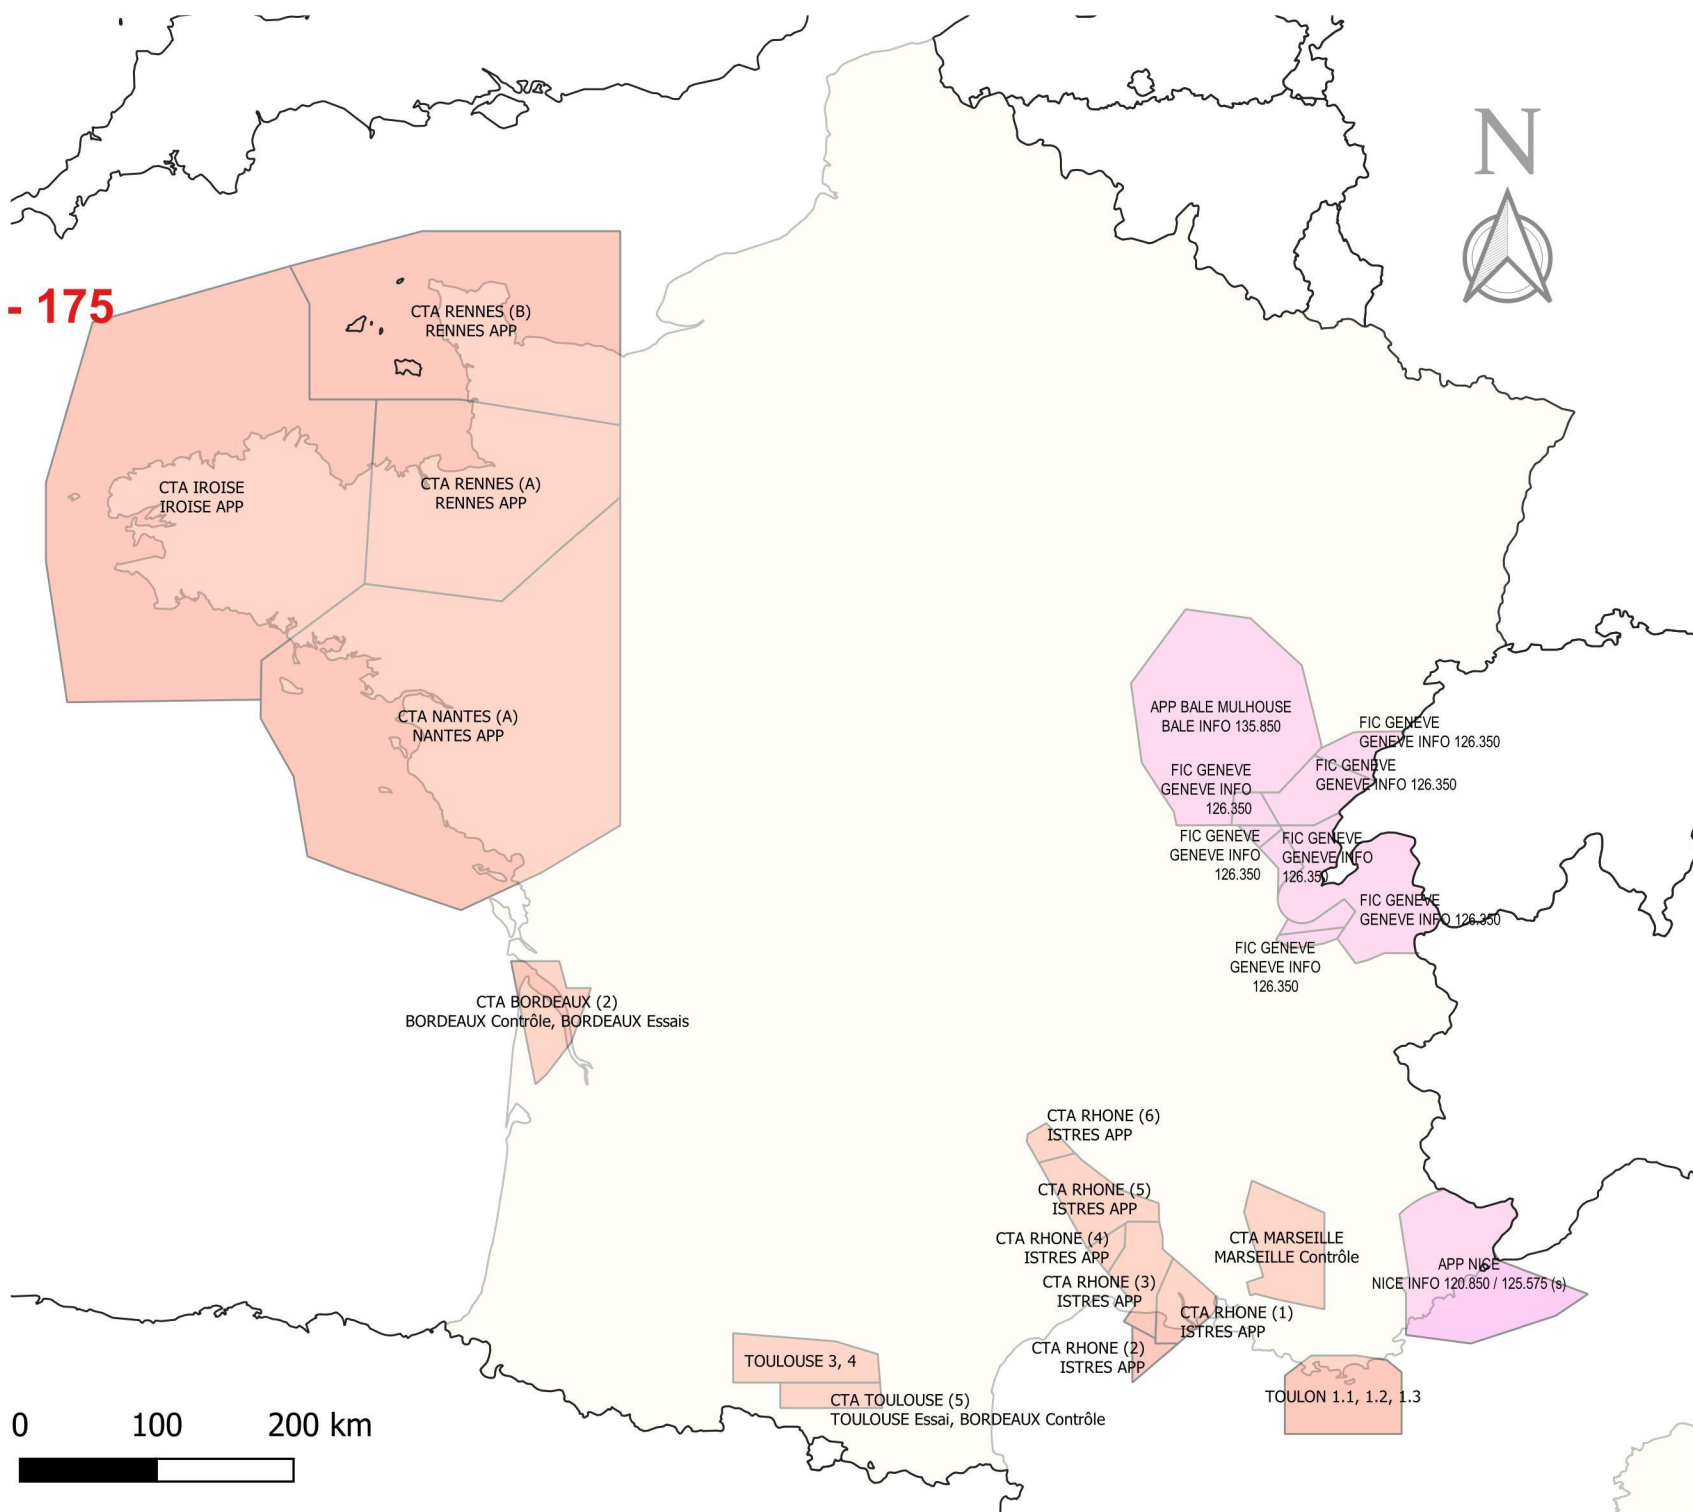 N
- 175
CTA RENNES (B)
RENNES APP
CTA IROISE
IROISE APP
CTA RENNES (A)
RENNES APP
CTA NANTES (A)
NANTES APP
APP BALE MULHOUSE
BALE INFO 135.850
FIC GENEVE
GENEVE INFO 126.350
FIC GENEVE
GENEVE INFO 126.350
FIC GENEVE
GENEVE INFO
126.350
FIC GENEVE
GENEVE INFO
126.350
FIC GENEVE
GENEVE INFO
126.350
FIC GENEVE
GENEVE INFO 126.350
FIC GENEVE
GENEVE INFO
126.350
CTA BORDEAUX (2)
BORDEAUX Contrôle, BORDEAUX Essais
CTA RHONE (6)
ISTRES APP
CTA RHONE (5)
ISTRES APP
CTA RHONE (4)
ISTRES APP
CTA RHONE (3)
ISTRES APP
CTA RHONE (1)
ISTRES APP
CTA RHONE (2)
ISTRES APP
CTA MARSEILLE
MARSEILLE Contrôle
APP NICE
NICE INFO 120.850 / 125.575 (s)
TOULOUSE 3, 4
CTA TOULOUSE (5)
TOULOUSE Essai, BORDEAUX Contrôle
TOULON 1.1, 1.2, 1.3
0 100 200 km